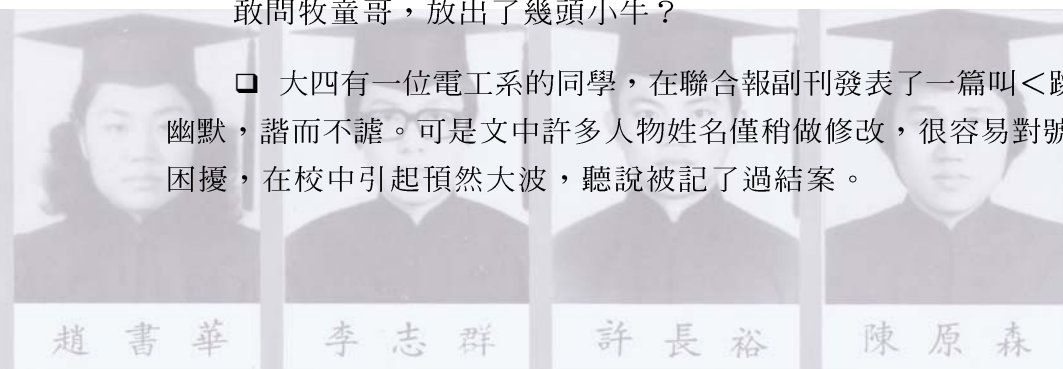 敢問牧童哥，放出了幾頭小牛？
❑ 大四有一位電工系的同學，在聯合報副刊發表了一篇叫＜
幽默，諧而不謔。可是文中許多人物姓名僅稍做修改，很容易對號
困擾，在校中引起預然大波，聽說被記了過結案。
趙書華 李志群 許長裕 陳原森